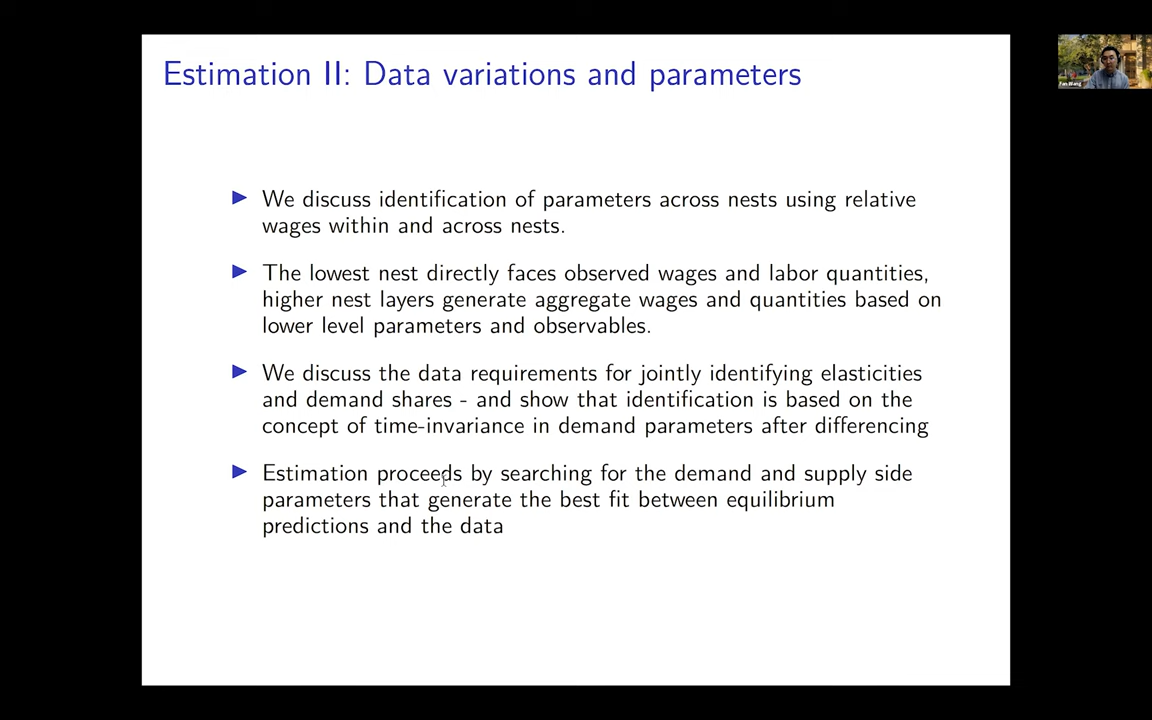 Estimation II: Data variations and parameters
We discuss identification of parameters across nests using relative
wages within and across nests.
The lowest nest directly faces observed wages and labor quantities,
higher nest layers generate aggregate wages and quantities based on
lower level parameters and observables.
We discuss the data requirements for jointly identifying elasticities
and demand shares - and show that identification is based on the
concept of time-invariance in demand parameters after differencing
Estimation proceeds by searching for the demand and supply side
parameters that generate the best fit between equilibrium
predictions and the data
Fan Wang